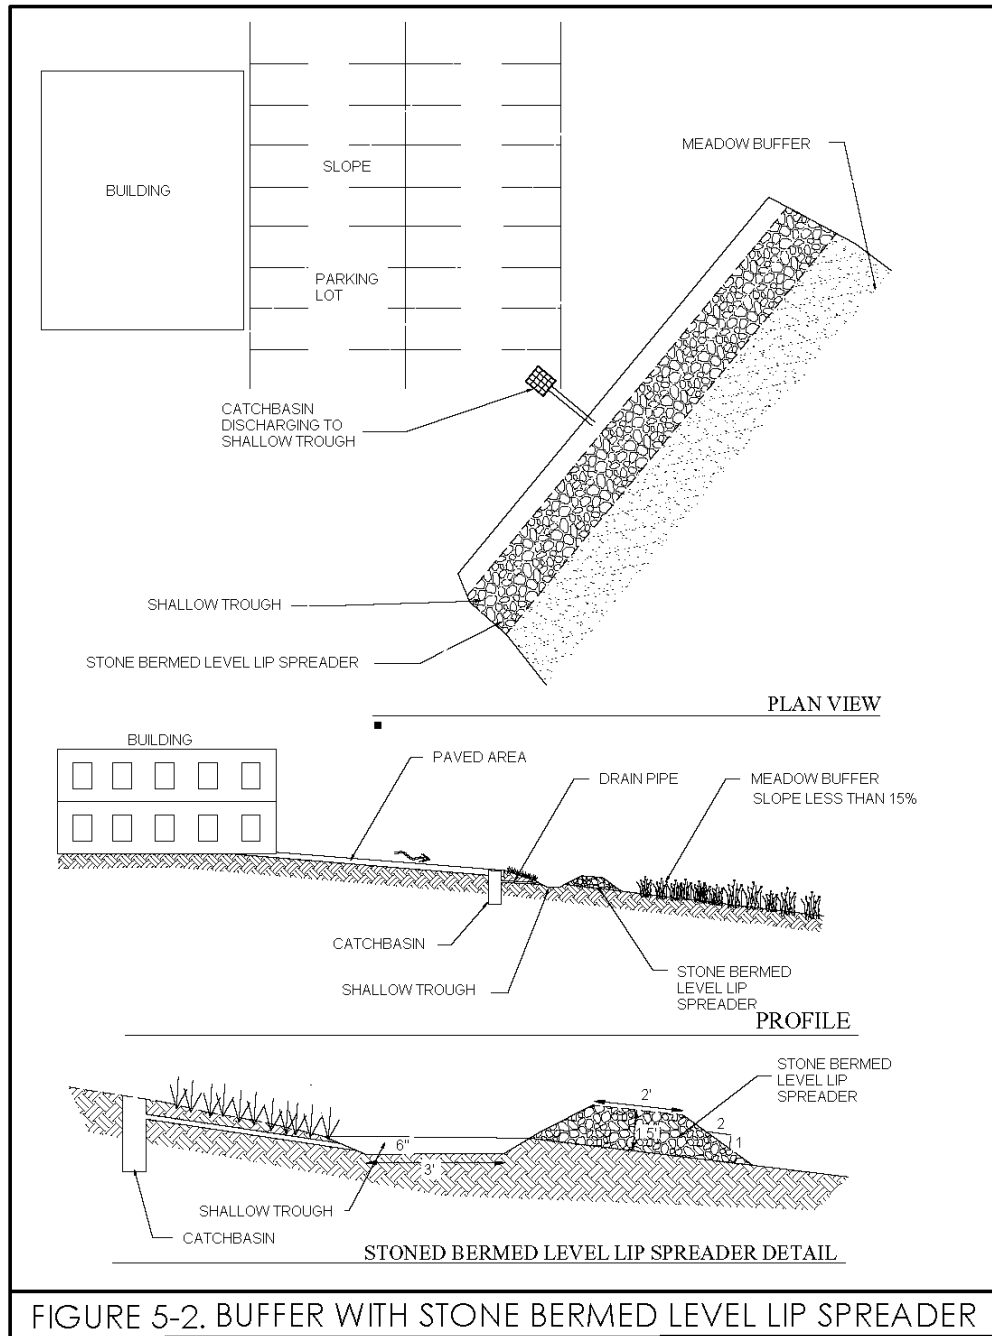 MEADOW BUFFER
BUILDING
SLOPE
PARKING
LOT
CATCHBASIN
DISCHARGING TO
SHALLOW TROUGH
SHALLOW TROUGH
STONE BERMED LEVEL LIP SPREADER
PLAN VIEW
BUILDING
PAVED AREA
DRAIN PIPE
MEADOW BUFFER
SLOPE LESS THAN 15%
CATCHBASIN
SHALLOW TROUGH
STONE BERMED
LEVEL LIP
SPREADER
PROFILE
STONE BERMED
LEVEL LIP
SPREADER
2'
1.5'
2
1
6"
3'
SHALLOW TROUGH
CATCHBASIN
STONED BERMED LEVEL LIP SPREADER DETAIL
FIGURE 5-2. BUFFER WITH STONE BERMED LEVEL LIP SPREADER